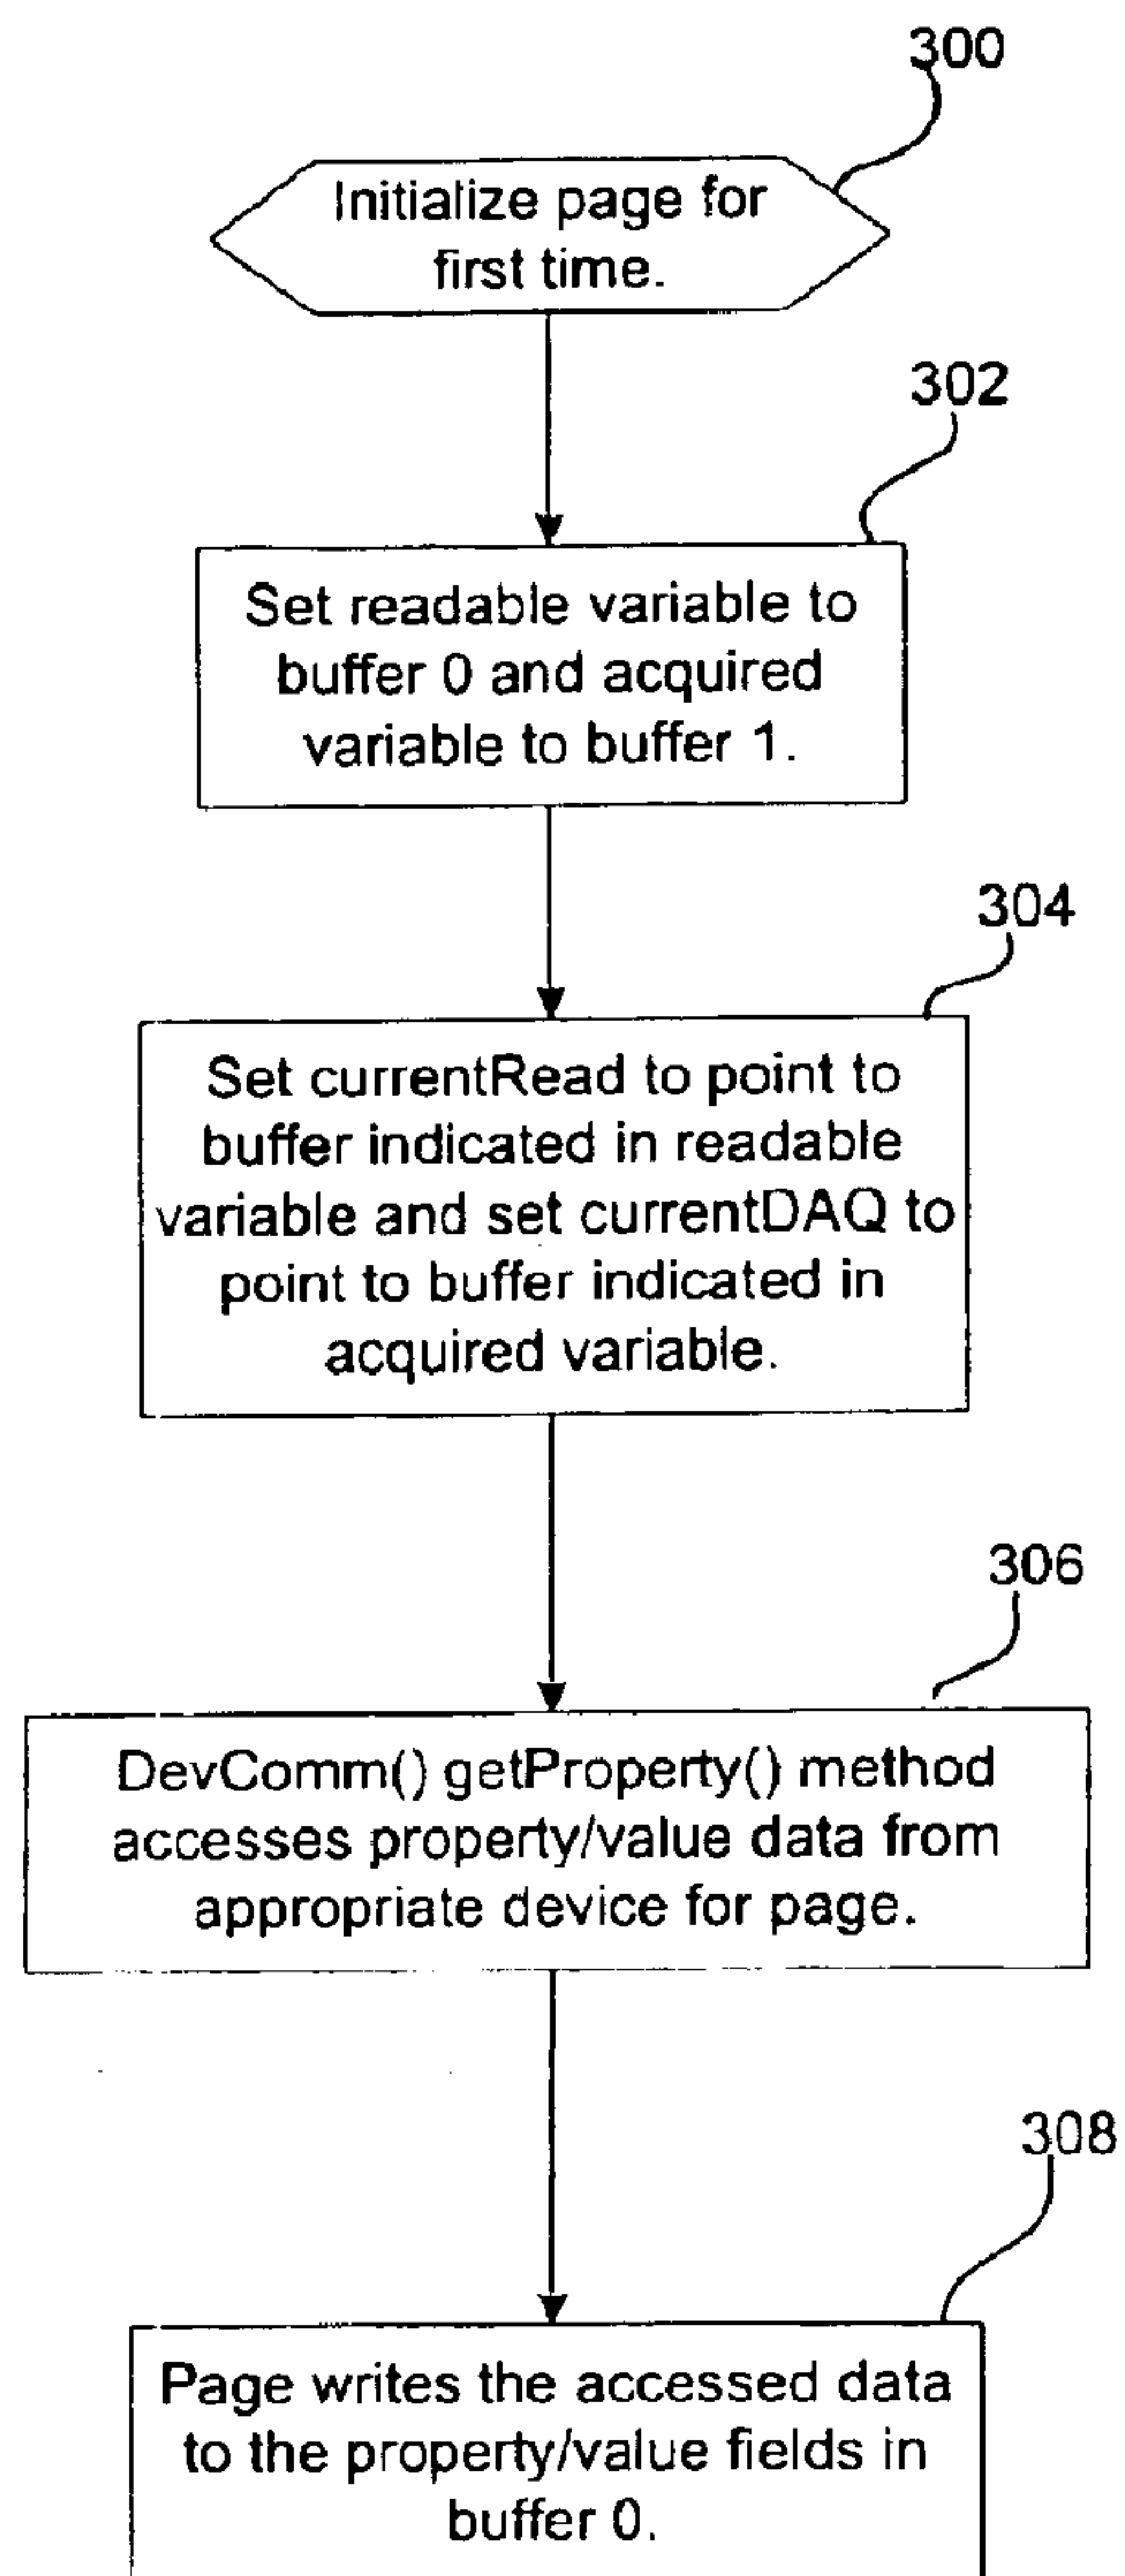 300
Initialize page for
first time.
302
Set readable variable to
buffer 0 and acquired
variable to buffer 1.
304
Set currentRead to point to
buffer indicated in readable
variable and set currentDAQ to
point to buffer indicated in
acquired variable.
306
DevComm() getProperty() method
accesses property/value data from
appropriate device for page.
308
Page writes the accessed data
to the property/value fields in
buffer 0.